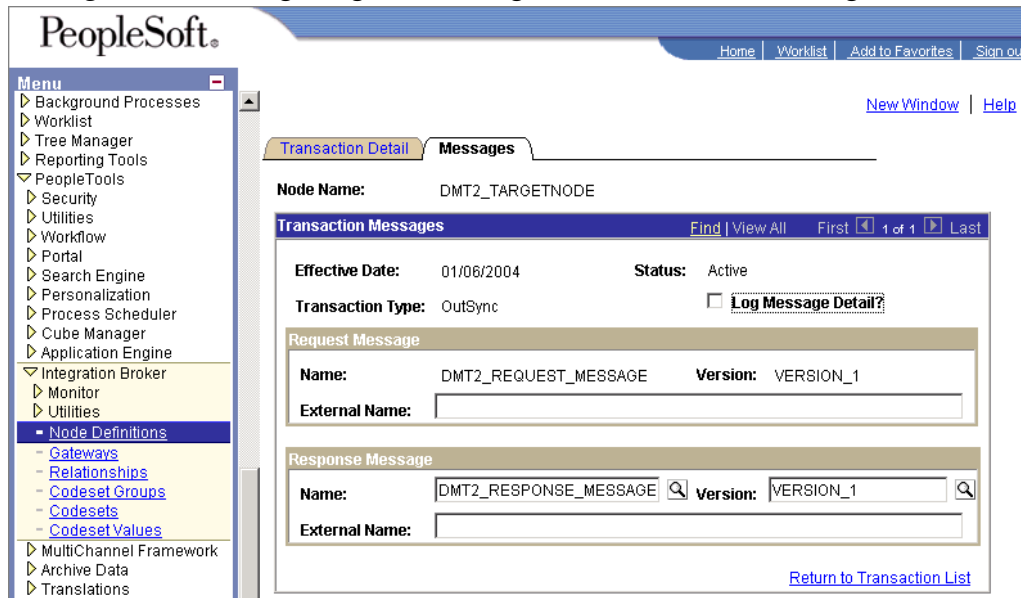 PeopleSoft®
Home | Worklist | Add to Favorites | Sign ou
Menu
Background Processes
Worklist
Tree Manager
Reporting Tools
PeopleTools
Security
Utilities
Workflow
Portal
Search Engine
Personalization
Process Scheduler
Cube Manager
Application Engine
Integration Broker
Monitor
Utilities
- Node Definitions
- Gateways
- Relationships
- Codeset Groups
- Codesets
- Codeset Values
MultiChannel Framework
Archive Data
Translations
New Window | Help
Transaction Detail Messages
Node Name: DMT2_TARGETNODE
Transaction Messages Find | View All First 1 of 1 Last
Effective Date: 01/06/2004 Status: Active
Transaction Type: OutSync Log Message Detail?
Request Message
Name: DMT2_REQUEST_MESSAGE Version: VERSION_1
External Name:
Response Message
Name: DMT2_RESPONSE_MESSAGE Version: VERSION_1
External Name:
Return to Transaction List